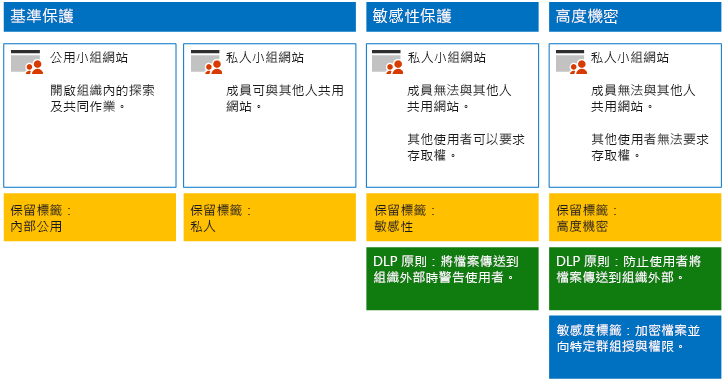 基準保護
敏感性保護
高度機密
公用小組網站
開啟組織內的探索
及共同作業。
私人小組網站
成員可與其他人共用
網站。
私人小組網站
成員無法與其他人
共用網站。
其他使用者可以要求
存取權。
私人小組網站
成員無法與其他人
共用網站。
其他使用者無法要求
存取權。
保留標籤：
內部公用
保留標籤：
私人
保留標籤：
敏感性
保留標籤：
高度機密
DLP 原則：將檔案傳送到
組織外部時警告使用者。
DLP 原則：防止使用者將
檔案傳送到組織外部。
敏感度標籤：加密檔案並
向特定群組授與權限。